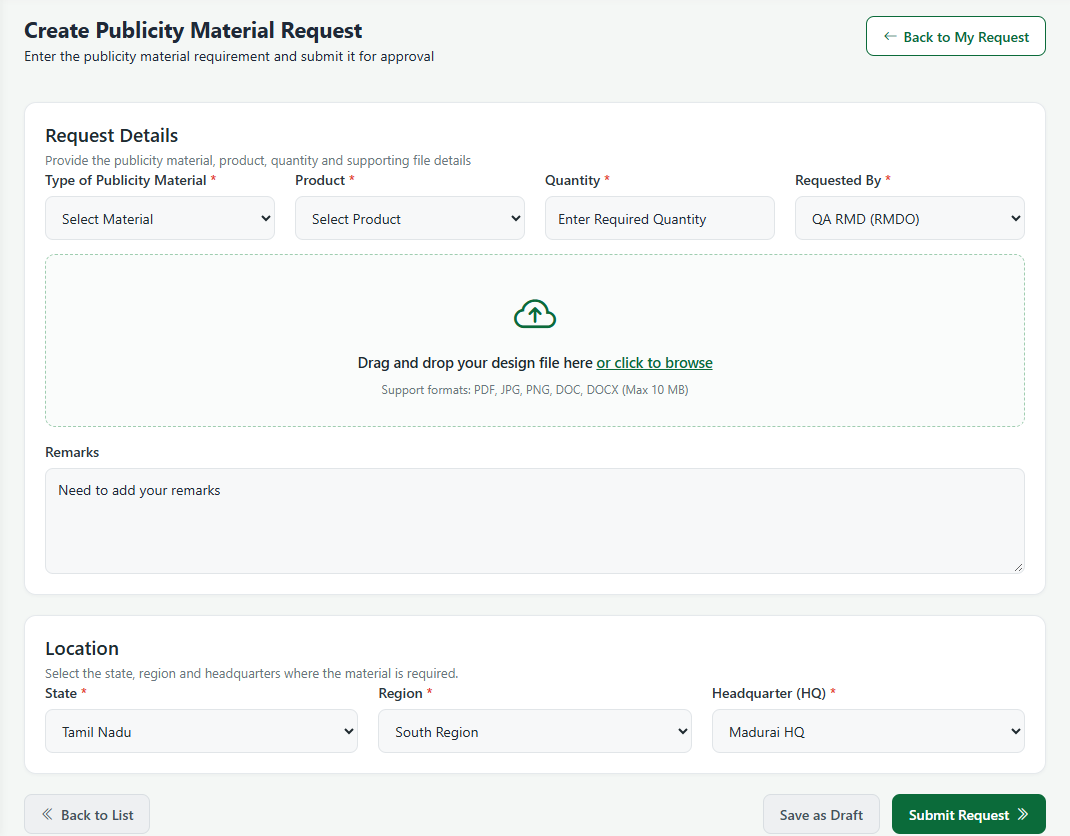 Create Publicity Material Request
Enter the publicity material requirement and submit it for approval
← Back to My Request
Request Details
Provide the publicity material, product, quantity and supporting file details
Type of Publicity Material * Product * Quantity * Requested By *
Select Material Select Product Enter Required Quantity QA RMD (RMDO)
Drag and drop your design file here or click to browse
Support formats: PDF, JPG, PNG, DOC, DOCX (Max 10 MB)
Remarks
Need to add your remarks
Location
Select the state, region and headquarters where the material is required.
State * Region * Headquarter (HQ) *
Tamil Nadu South Region Madurai HQ
« Back to List Save as Draft Submit Request »